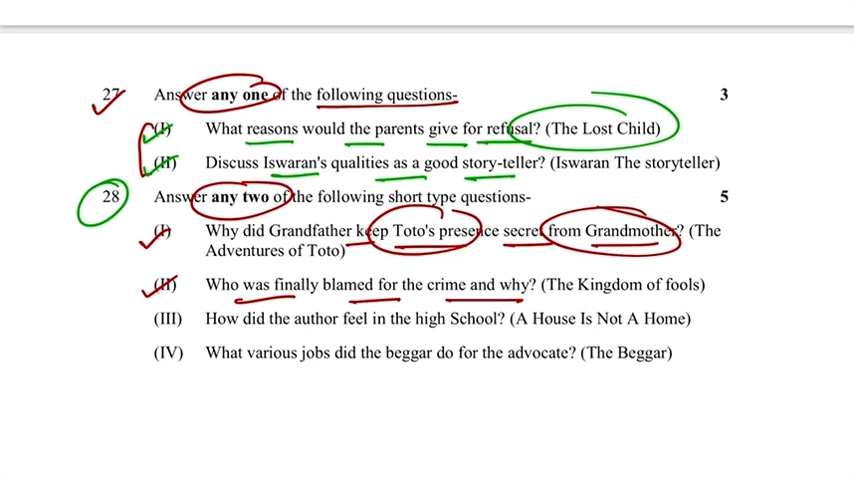 27 Answer any one of the following questions- 3
(I) What reasons would the parents give for refusal? (The Lost Child)
(II) Discuss Iswaran's qualities as a good story-teller? (Iswaran The storyteller)
28 Answer any two of the following short type questions- 5
(I) Why did Grandfather keep Toto's presence secret from Grandmother? (The
Adventures of Toto)
(II) Who was finally blamed for the crime and why? (The Kingdom of fools)
(III) How did the author feel in the high School? (A House Is Not A Home)
(IV) What various jobs did the beggar do for the advocate? (The Beggar)